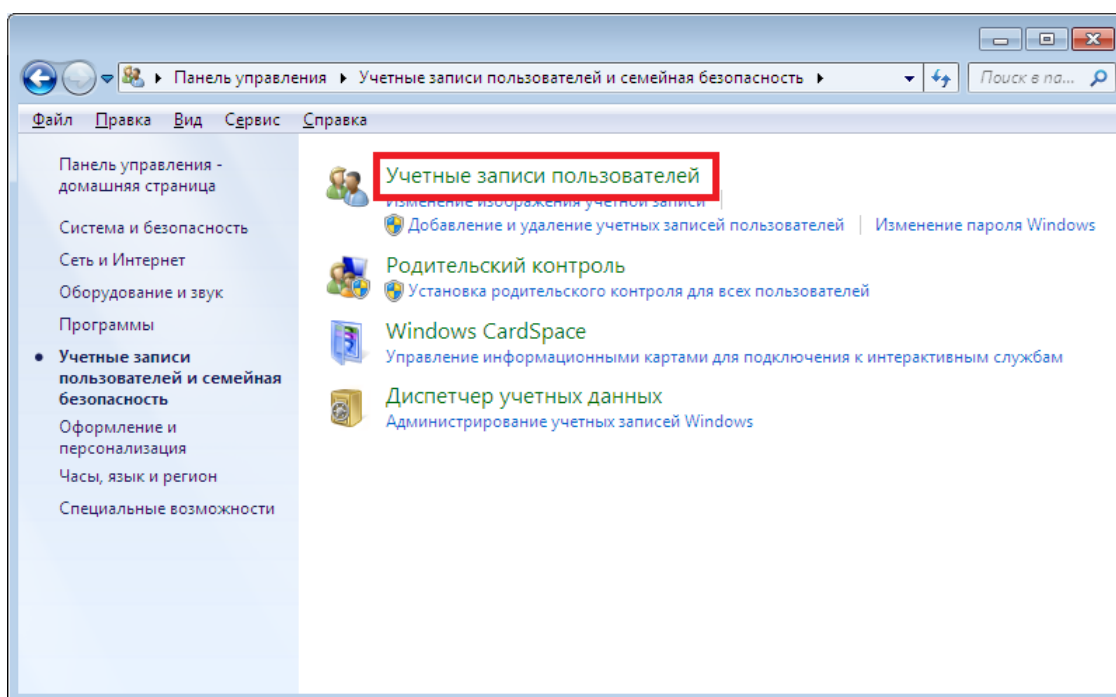 Панель управления ▸ Учетные записи пользователей и семейная безопасность ▸
Поиск в па...
Файл Правка Вид Сервис Справка
Панель управления -
домашняя страница
Система и безопасность
Сеть и Интернет
Оборудование и звук
Программы
Учетные записи
пользователей и семейная
безопасность
Оформление и
персонализация
Часы, язык и регион
Специальные возможности
Учетные записи пользователей
Изменение изображения учетной записи
Добавление и удаление учетных записей пользователей | Изменение пароля Windows
Родительский контроль
Установка родительского контроля для всех пользователей
Windows CardSpace
Управление информационными картами для подключения к интерактивным службам
Диспетчер учетных данных
Администрирование учетных записей Windows